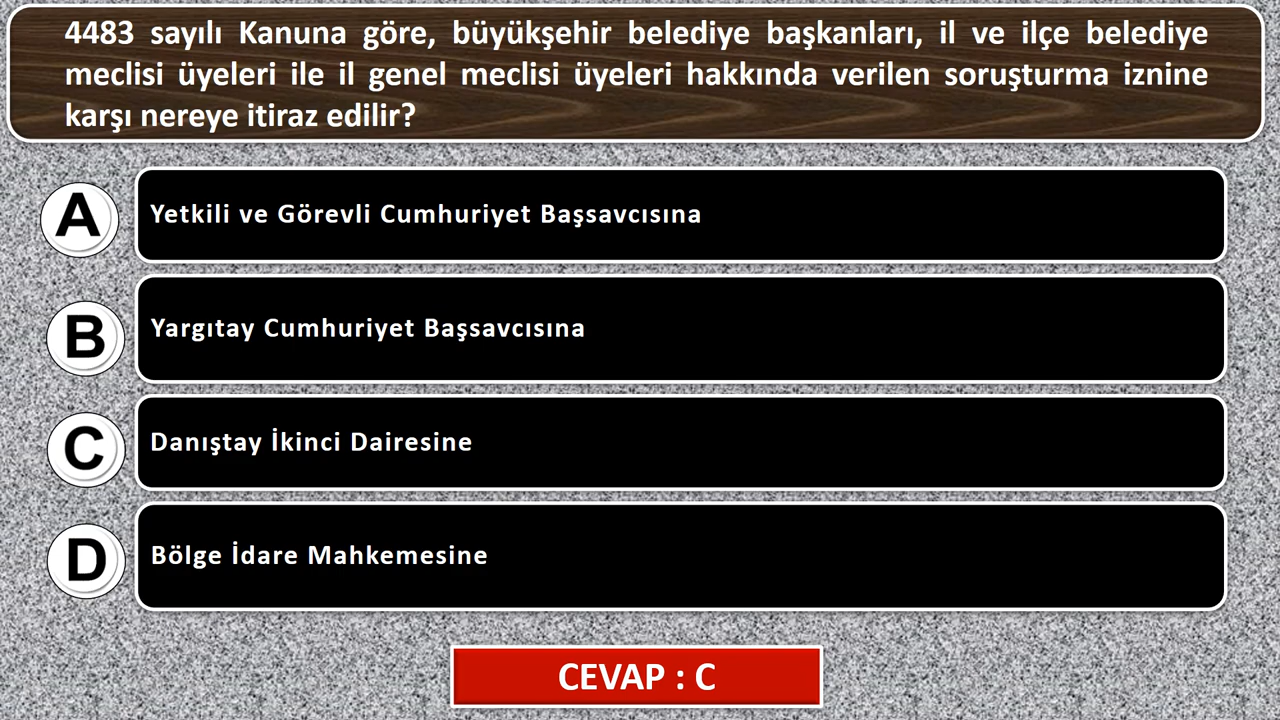 4483 sayılı Kanuna göre, büyükşehir belediye başkanları, il ve ilçe belediye
meclisi üyeleri ile il genel meclisi üyeleri hakkında verilen soruşturma iznine
karşı nereye itiraz edilir?
A Yetkili ve Görevli Cumhuriyet Başsavcısına
B Yargıtay Cumhuriyet Başsavcısına
C Danıştay İkinci Dairesine
D Bölge İdare Mahkemesine
CEVAP : C